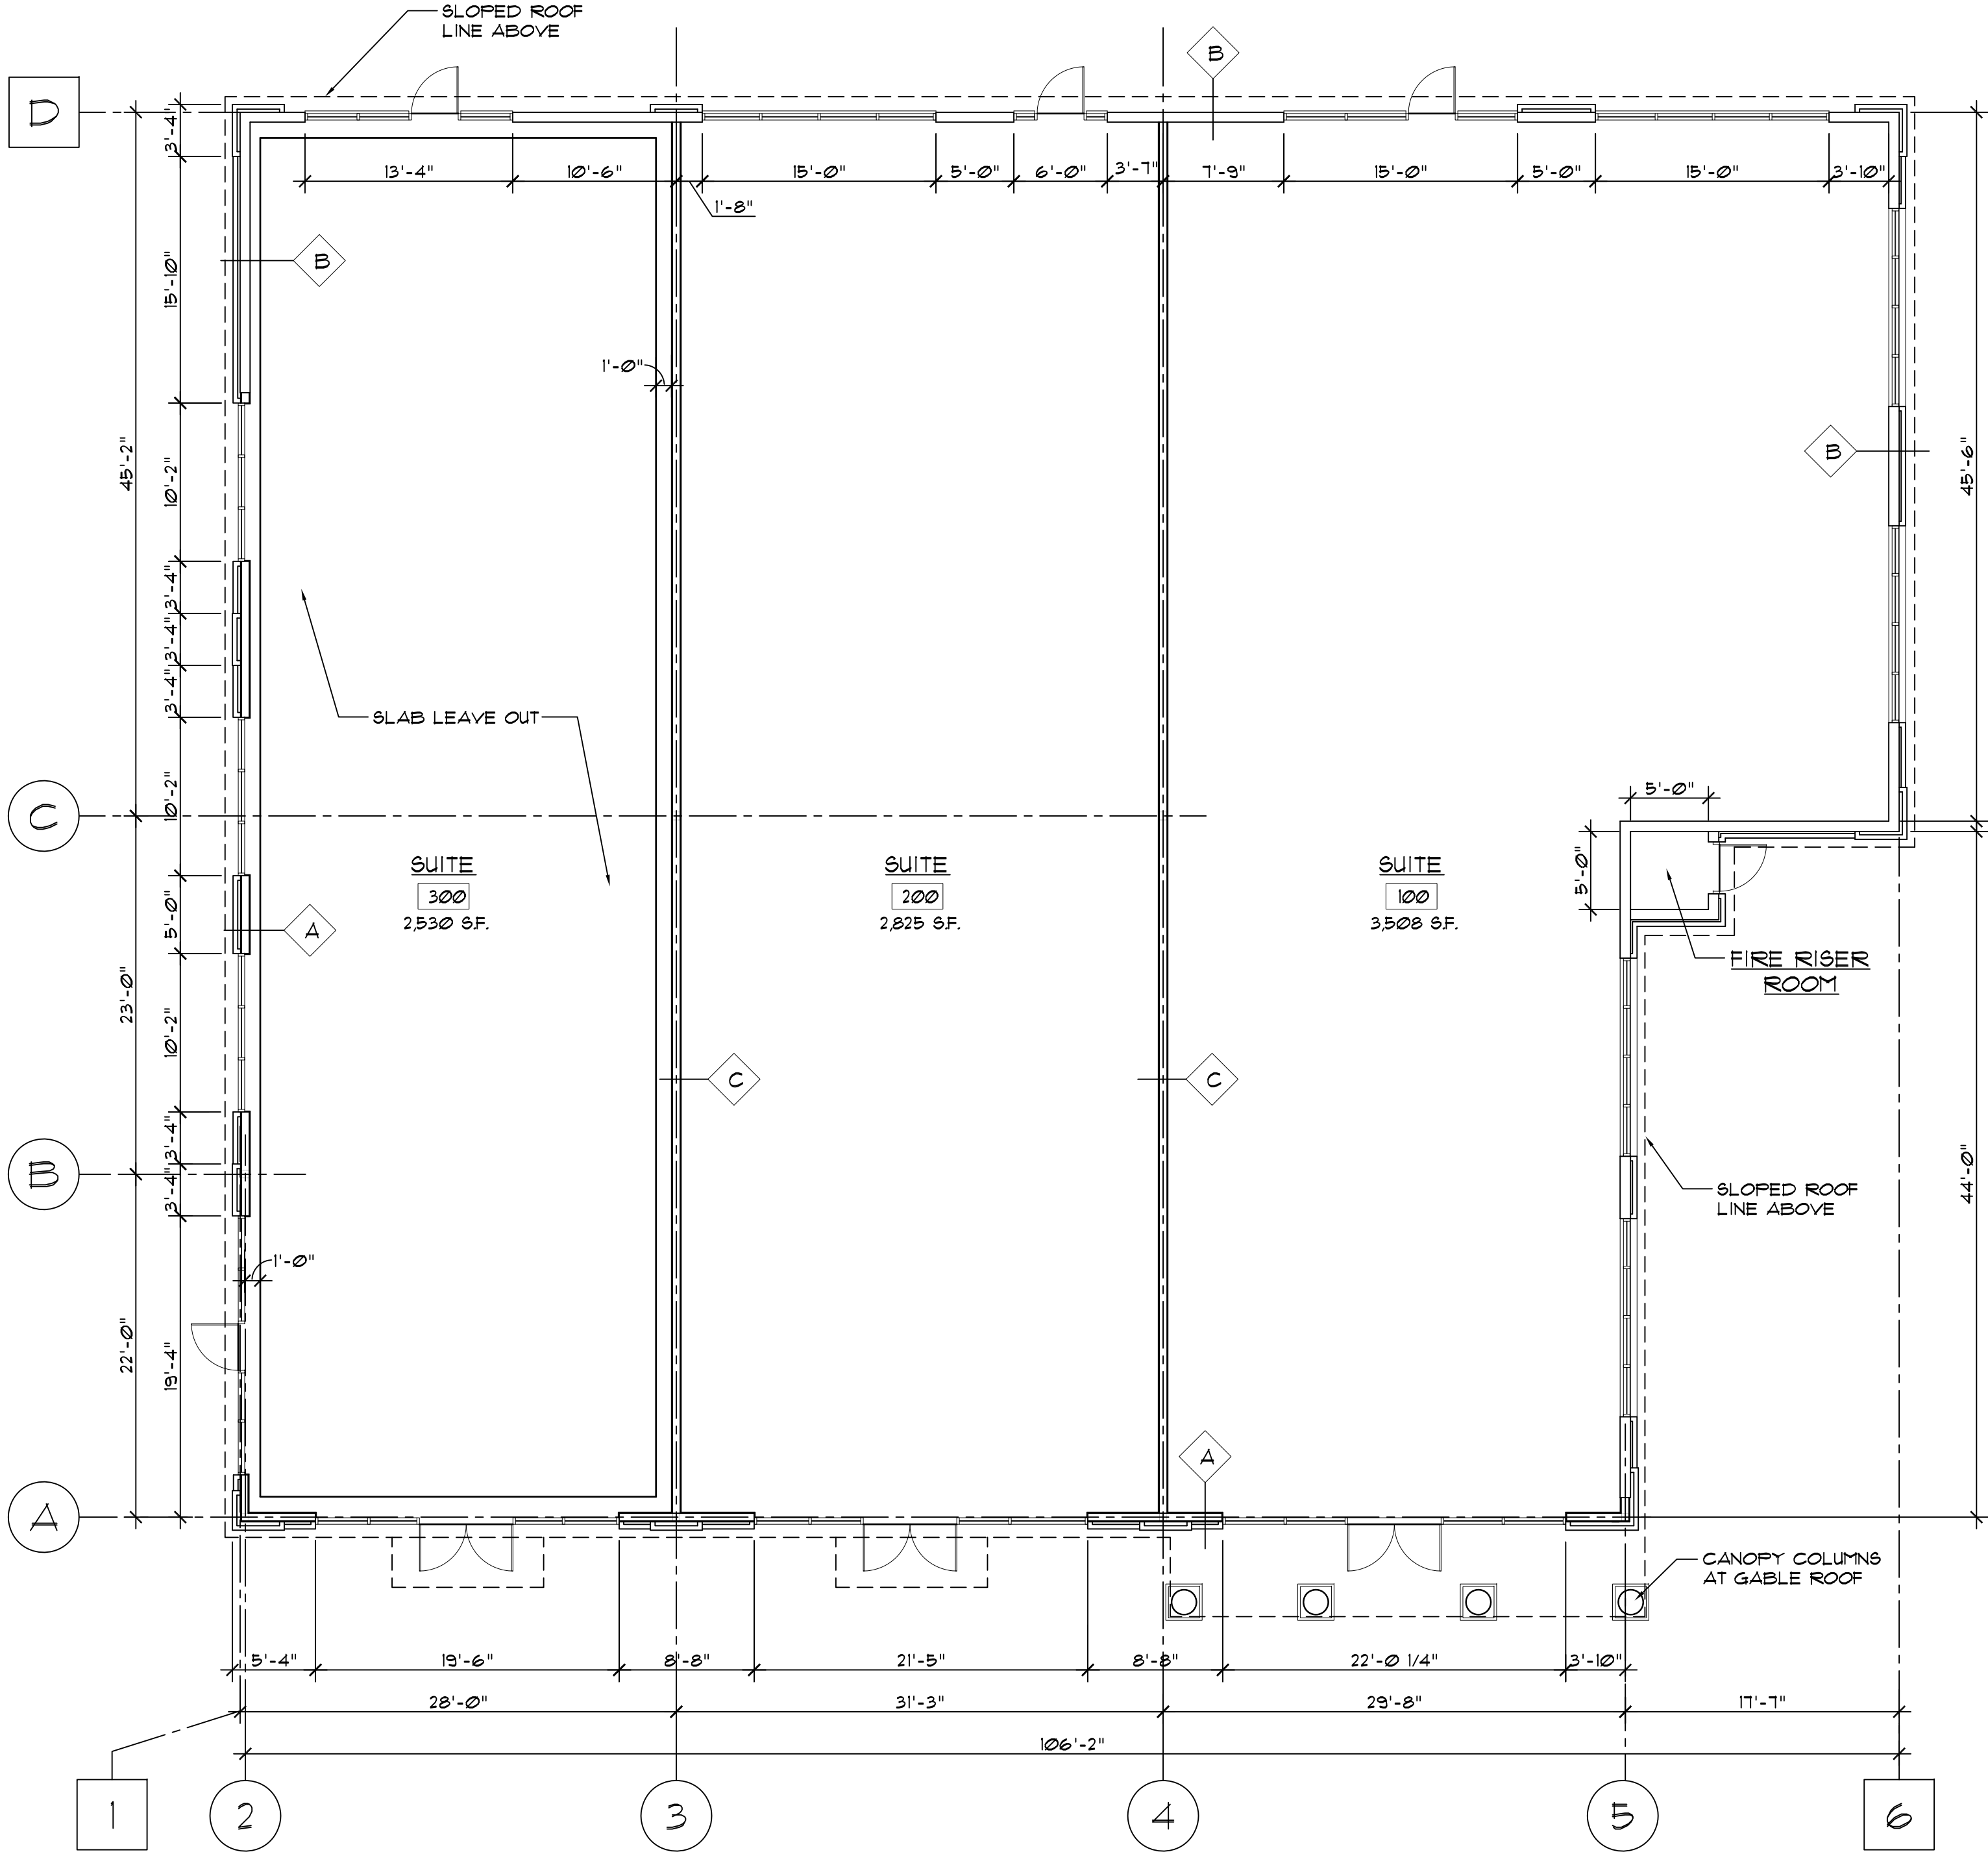 SLOPED ROOF
LINE ABOVE
B
D
3'-4"
13'-4"
10'-6"
15'-0"
5'-0"
6'-0"
3'-7"
7'-9"
15'-0"
5'-0"
15'-0"
3'-10"
1'-8"
B
15'-10"
1'-0"
45'-2"
10'-2"
B
45'-6"
3'-4"
3'-4"
3'-4"
SLAB LEAVE OUT
10'-2"
5'-0"
C
SUITE
300
2,530 S.F.
SUITE
200
2,825 S.F.
SUITE
100
3,508 S.F.
5'-0"
5'-0"
A
FIRE RISER
ROOM
23'-0"
10'-2"
C
C
3'-4"
3'-4"
B
SLOPED ROOF
LINE ABOVE
44'-0"
1'-0"
22'-0"
19'-4"
A
A
CANOPY COLUMNS
AT GABLE ROOF
5'-4"
19'-6"
8'-8"
21'-5"
8'-8"
22'-0 1/4"
3'-10"
28'-0"
31'-3"
29'-8"
17'-7"
106'-2"
1
2
3
4
5
6